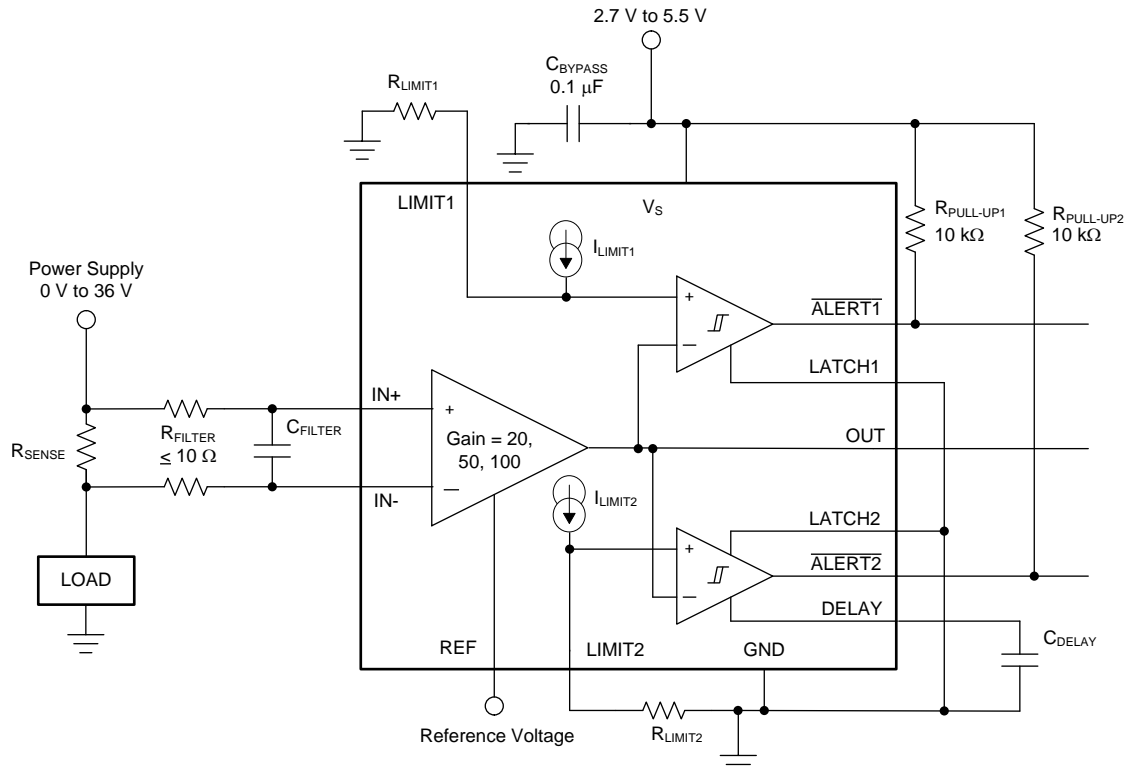 2.7 V to 5.5 V
CBYPASS
0.1 μF
RLIMIT1
LIMIT1
VS
RPULL-UP1
10 kΩ
RPULL-UP2
10 kΩ
ILIMIT1
Power Supply
0 V to 36 V
+
ALERT1
—
LATCH1
IN+
+
RSENSE
RFILTER
≤ 10 Ω
CFILTER
Gain = 20,
50, 100
OUT
—
IN-
ILIMIT2
LATCH2
+
ALERT2
LOAD
—
DELAY
REF
LIMIT2
GND
CDELAY
Reference Voltage
RLIMIT2